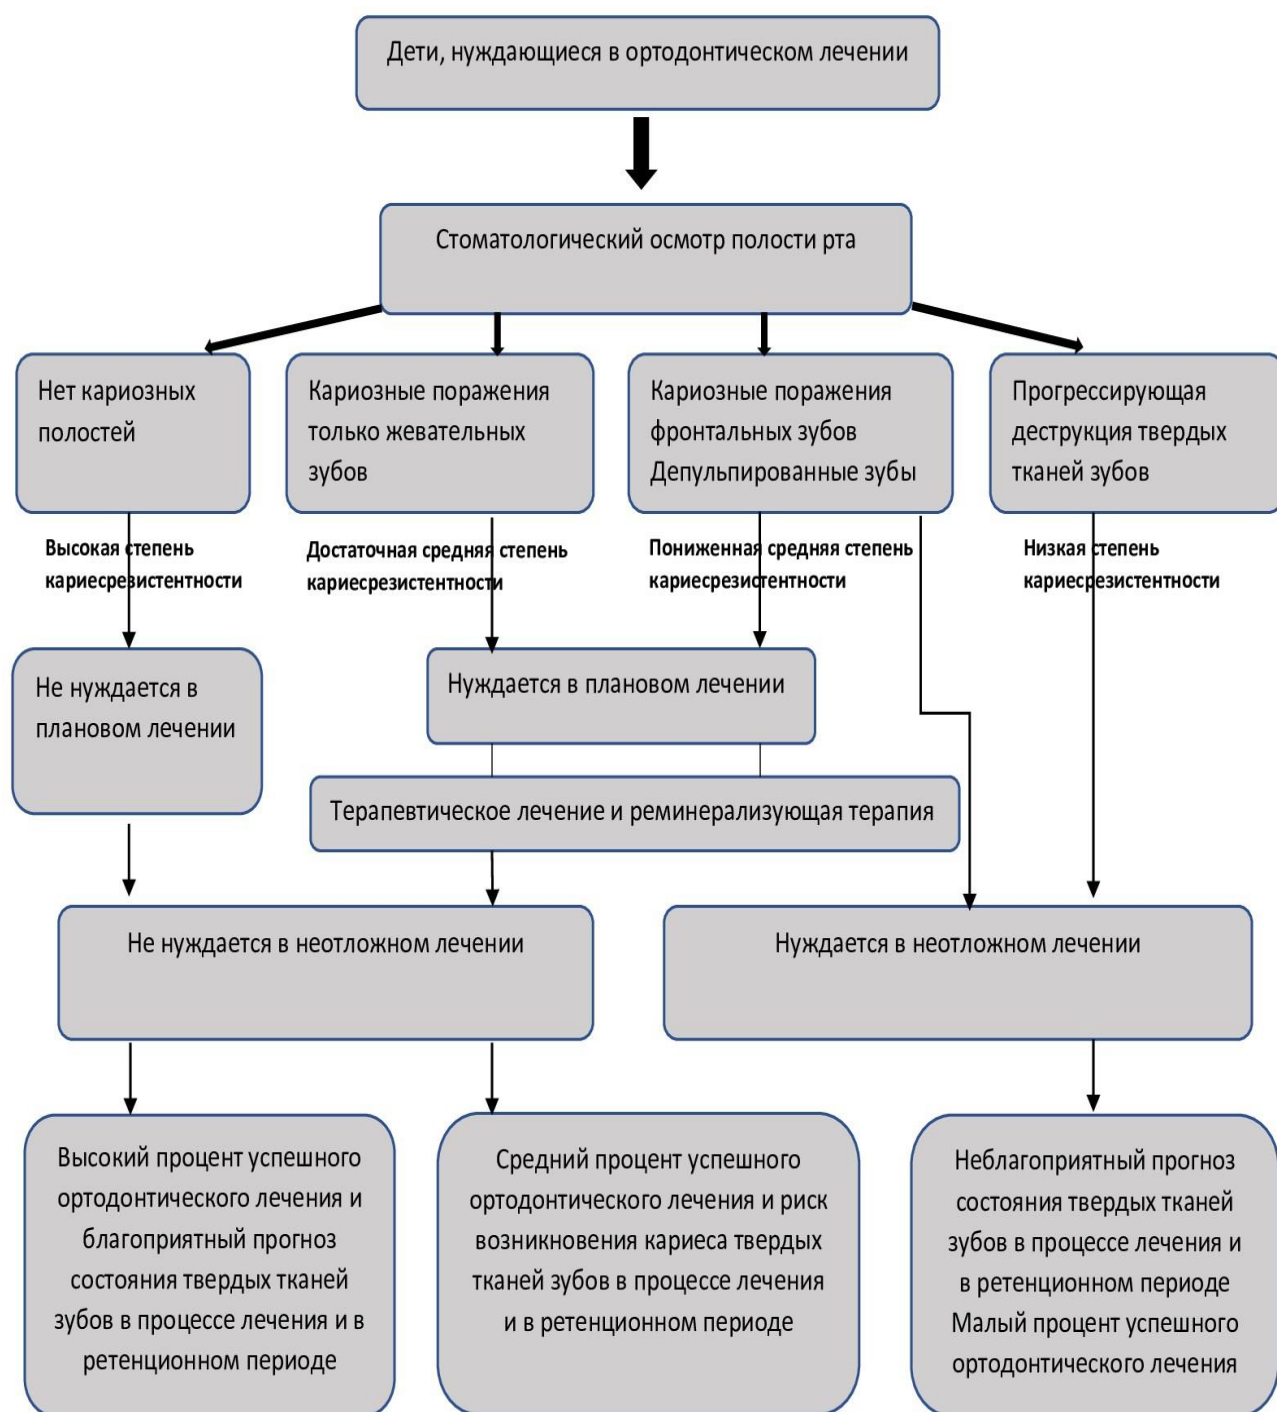 Дети, нуждающиеся в ортодонтическом лечении
Стоматологический осмотр полости рта
Нет кариозных
полостей
Кариозные поражения
только жевательных
зубов
Кариозные поражения
фронтальных зубов
Депульпированные зубы
Прогрессирующая
деструкция твердых
тканей зубов
Высокая степень
кариесрезистентности
Достаточная средняя степень
кариесрезистентности
Пониженная средняя степень
кариесрезистентности
Низкая степень
кариесрезистентности
Не нуждается в
плановом лечении
Нуждается в плановом лечении
Терапевтическое лечение и реминерализующая терапия
Не нуждается в неотложном лечении
Нуждается в неотложном лечении
Высокий процент успешного
ортодонтического лечения и
благоприятный прогноз
состояния твердых тканей
зубов в процессе лечения и в
ретенционном периоде
Средний процент успешного
ортодонтического лечения и риск
возникновения кариеса твердых
тканей зубов в процессе лечения
и в ретенционном периоде
Неблагоприятный прогноз
состояния твердых тканей
зубов в процессе лечения и
в ретенционном периоде
Малый процент успешного
ортодонтического лечения